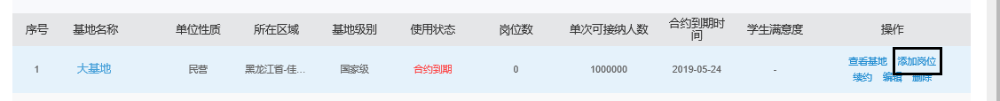 序号 基地名称 单位性质 所在区域 基地级别 使用状态 岗位数 单次可接纳人数 合约到期时间 学生满意度 操作
1 大基地 民营 黑龙江省-佳... 国家级 合约到期 0 1000000 2019-05-24 - 查看基地 添加岗位
续约 编辑 删除